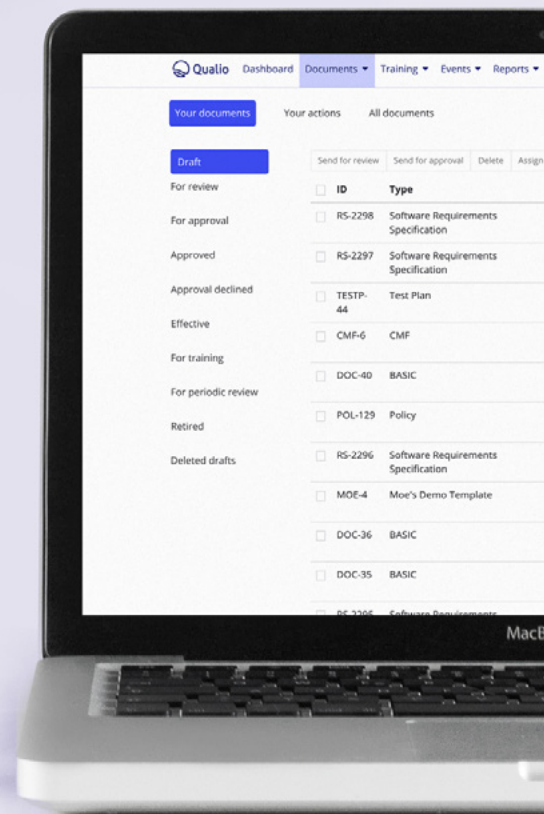 Qualio Dashboard Documents Training Events Reports
Your documents Your actions All documents
Draft
For review
For approval
Approved
Approval declined
Effective
For training
For periodic review
Retired
Deleted drafts
Send for review Send for approval Delete Assign
ID Type
RS-2298 Software Requirements
Specification
RS-2297 Software Requirements
Specification
TESTP- Test Plan
44
CMF-6 CMF
DOC-40 BASIC
POL-129 Policy
RS-2296 Software Requirements
Specification
MOE-4 Moe's Demo Template
DOC-36 BASIC
DOC-35 BASIC
RS-2295 Software Requirements
MacB